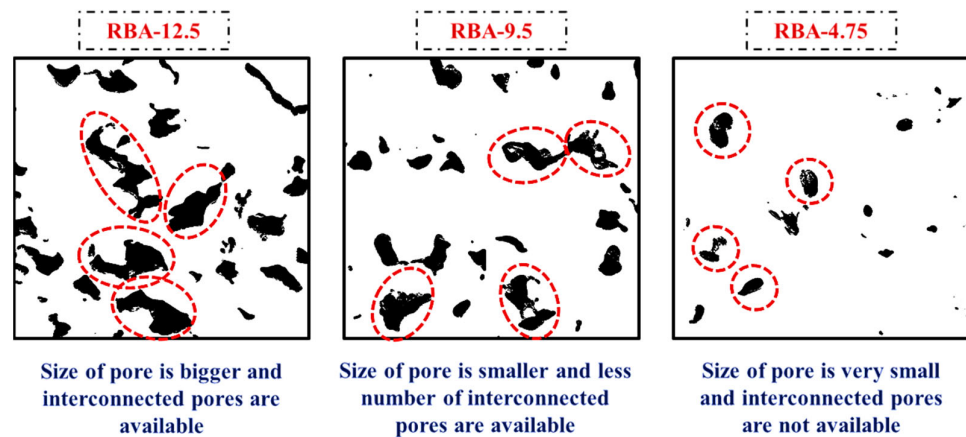 RBA-12.5
RBA-9.5
RBA-4.75
Size of pore is bigger and
interconnected pores are
available
Size of pore is smaller and less
number of interconnected
pores are available
Size of pore is very small
and interconnected pores
are not available